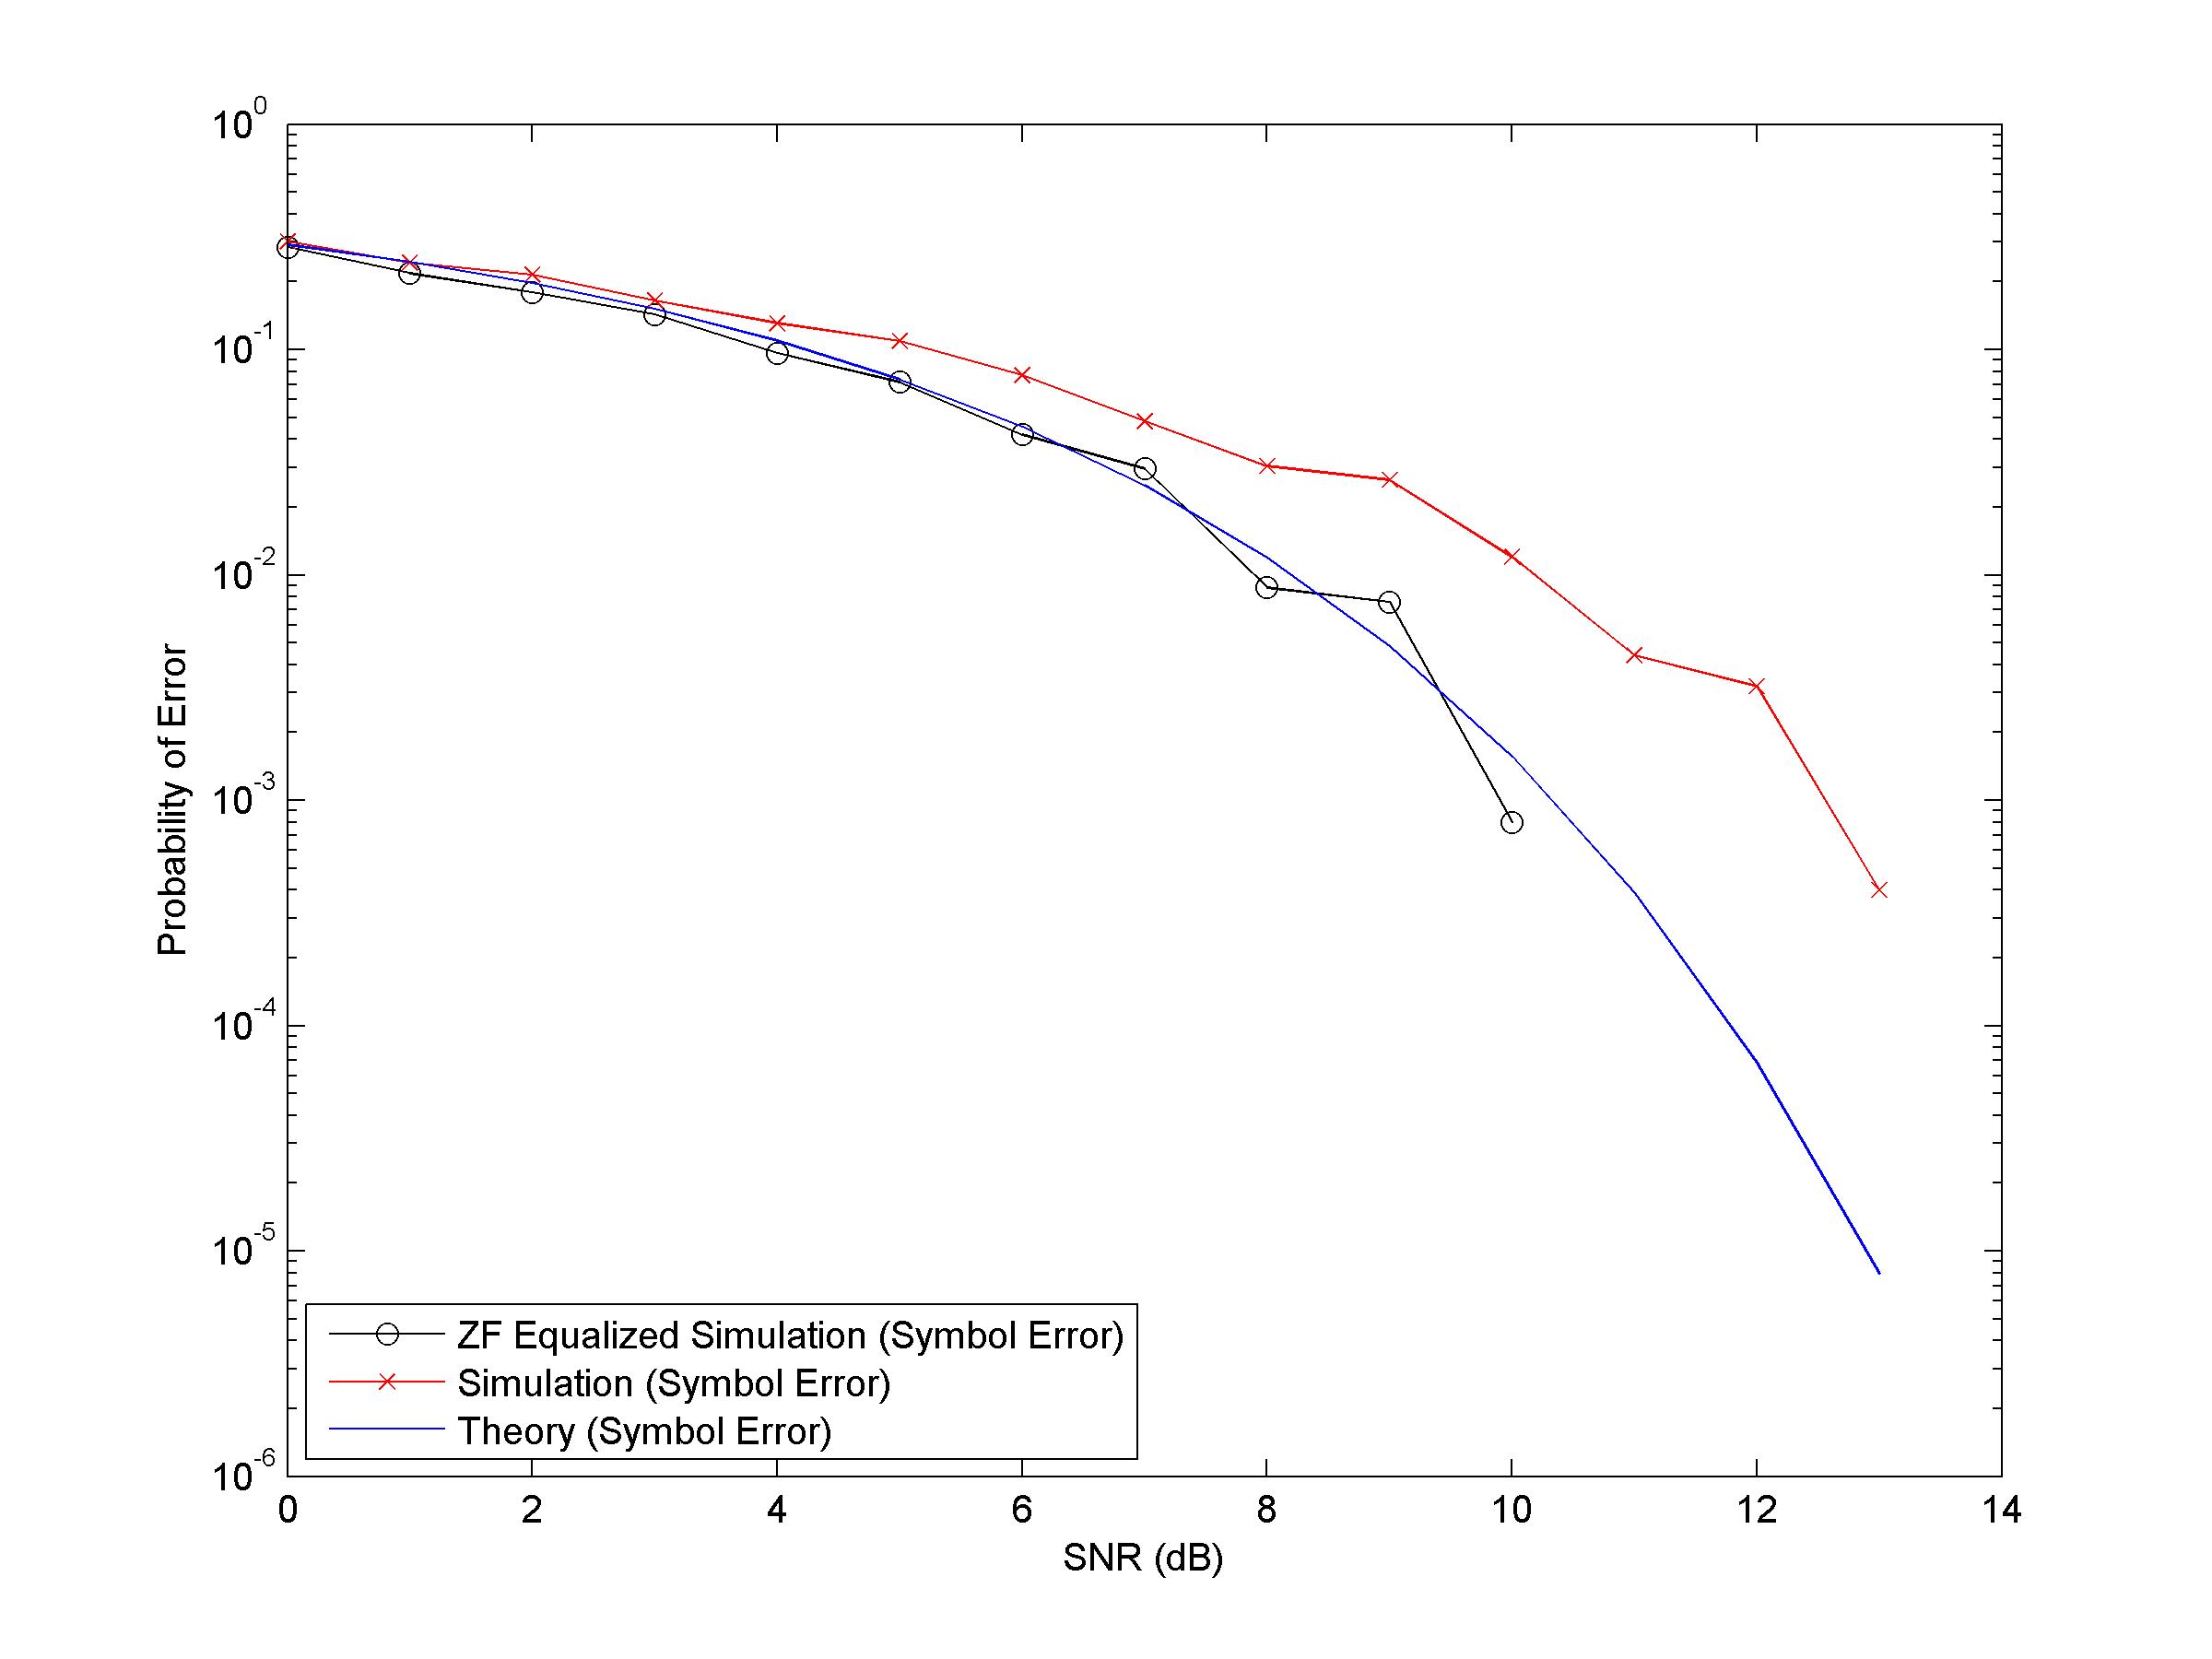 10^0
10^-1
10^-2
10^-3
10^-4
10^-5
10^-6
Probability of Error
ZF Equalized Simulation (Symbol Error)
Simulation (Symbol Error)
Theory (Symbol Error)
0 2 4 6 8 10 12 14
SNR (dB)